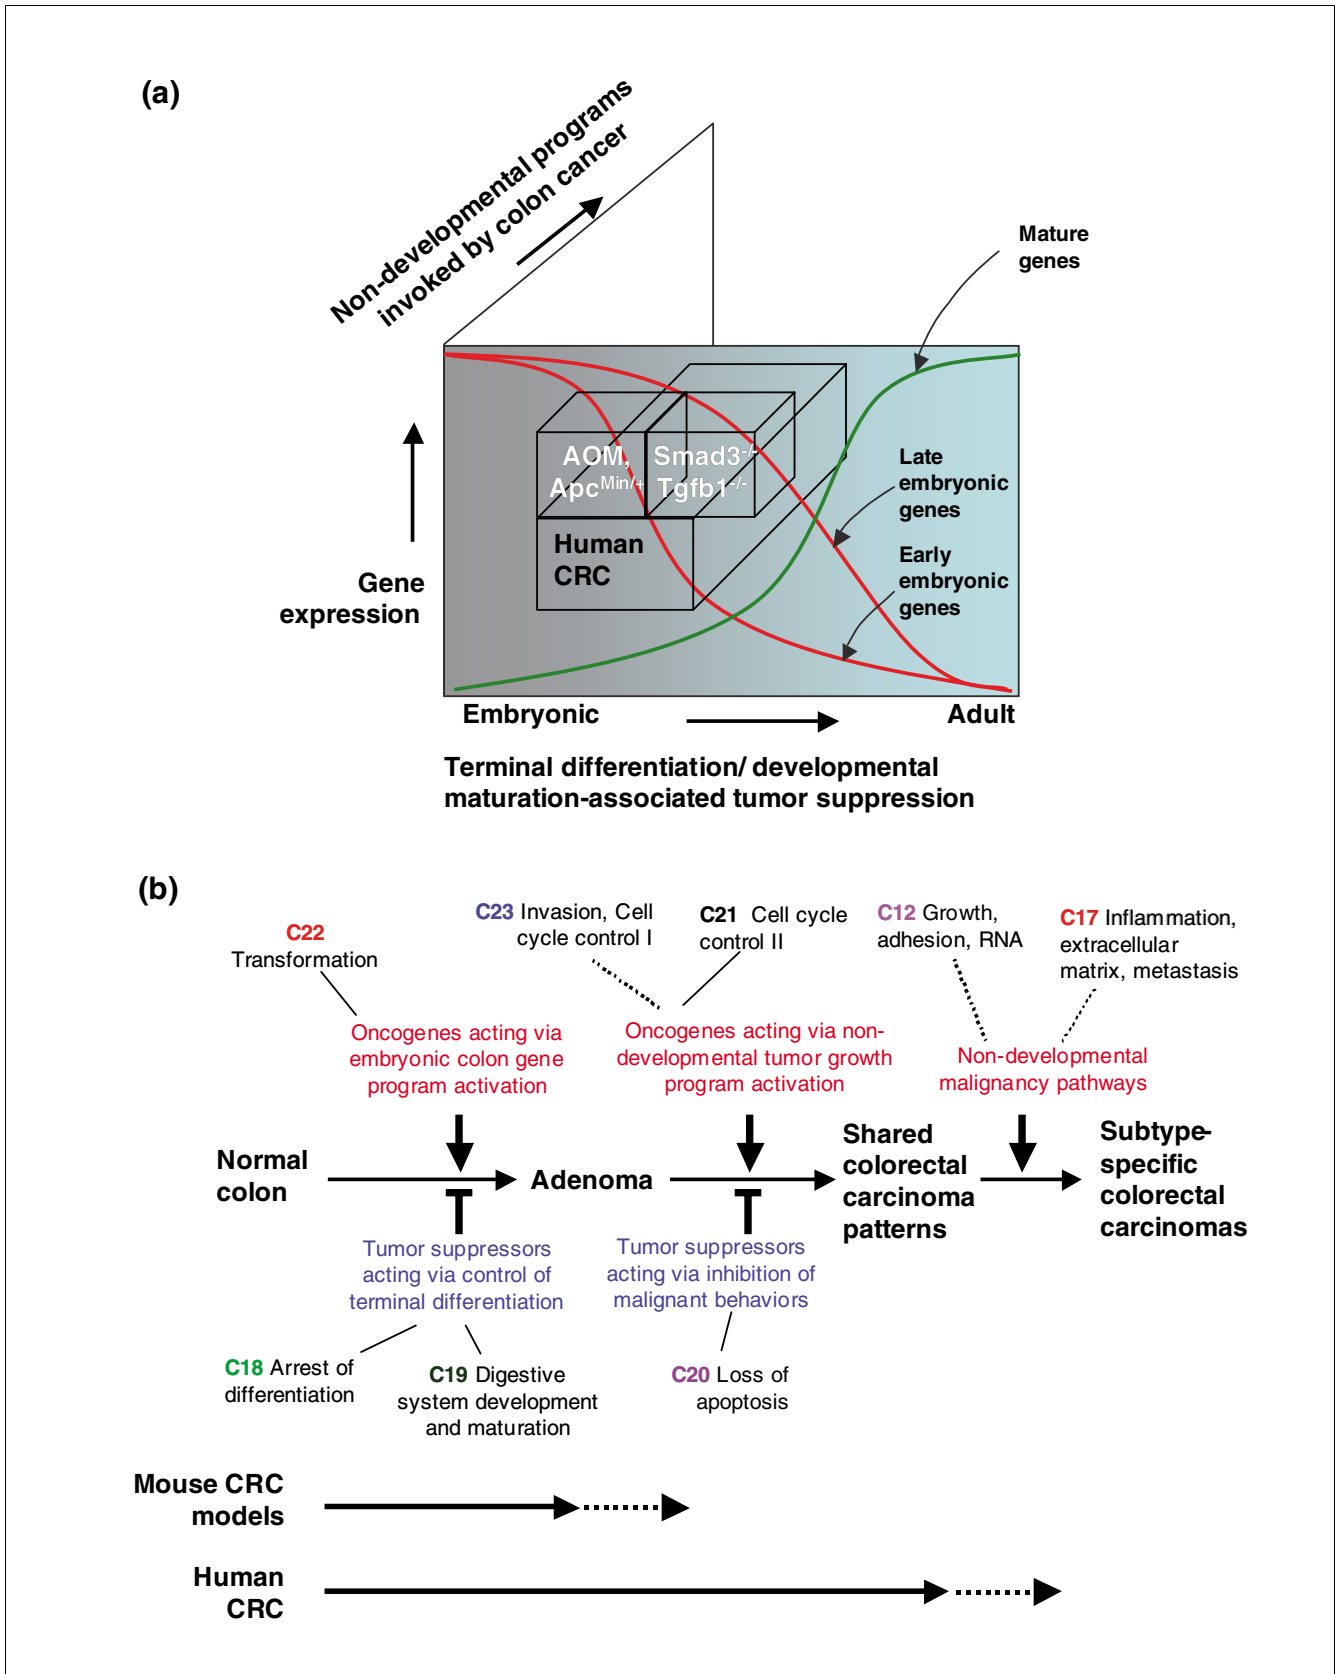 (a)
Non-developmental programs
invoked by colon cancer
Mature
genes
AOM,
Apc^Min/+
Smad3^-/-
Tgfb1^-/-
Human
CRC
Late
embryonic
genes
Early
embryonic
genes
Gene
expression
Embryonic
Adult
Terminal differentiation/ developmental
maturation-associated tumor suppression
(b)
C22
Transformation
C23 Invasion, Cell
cycle control I
C21 Cell cycle
control II
C12 Growth,
adhesion, RNA
C17 Inflammation,
extracellular
matrix, metastasis
Oncogenes acting via
embryonic colon gene
program activation
Oncogenes acting via non-
developmental tumor growth
program activation
Non-developmental
malignancy pathways
Normal
colon
Adenoma
Shared
colorectal
carcinoma
patterns
Subtype-
specific
colorectal
carcinomas
Tumor suppressors
acting via control of
terminal differentiation
Tumor suppressors
acting via inhibition of
malignant behaviors
C18 Arrest of
differentiation
C19 Digestive
system development
and maturation
C20 Loss of
apoptosis
Mouse CRC
models
Human
CRC